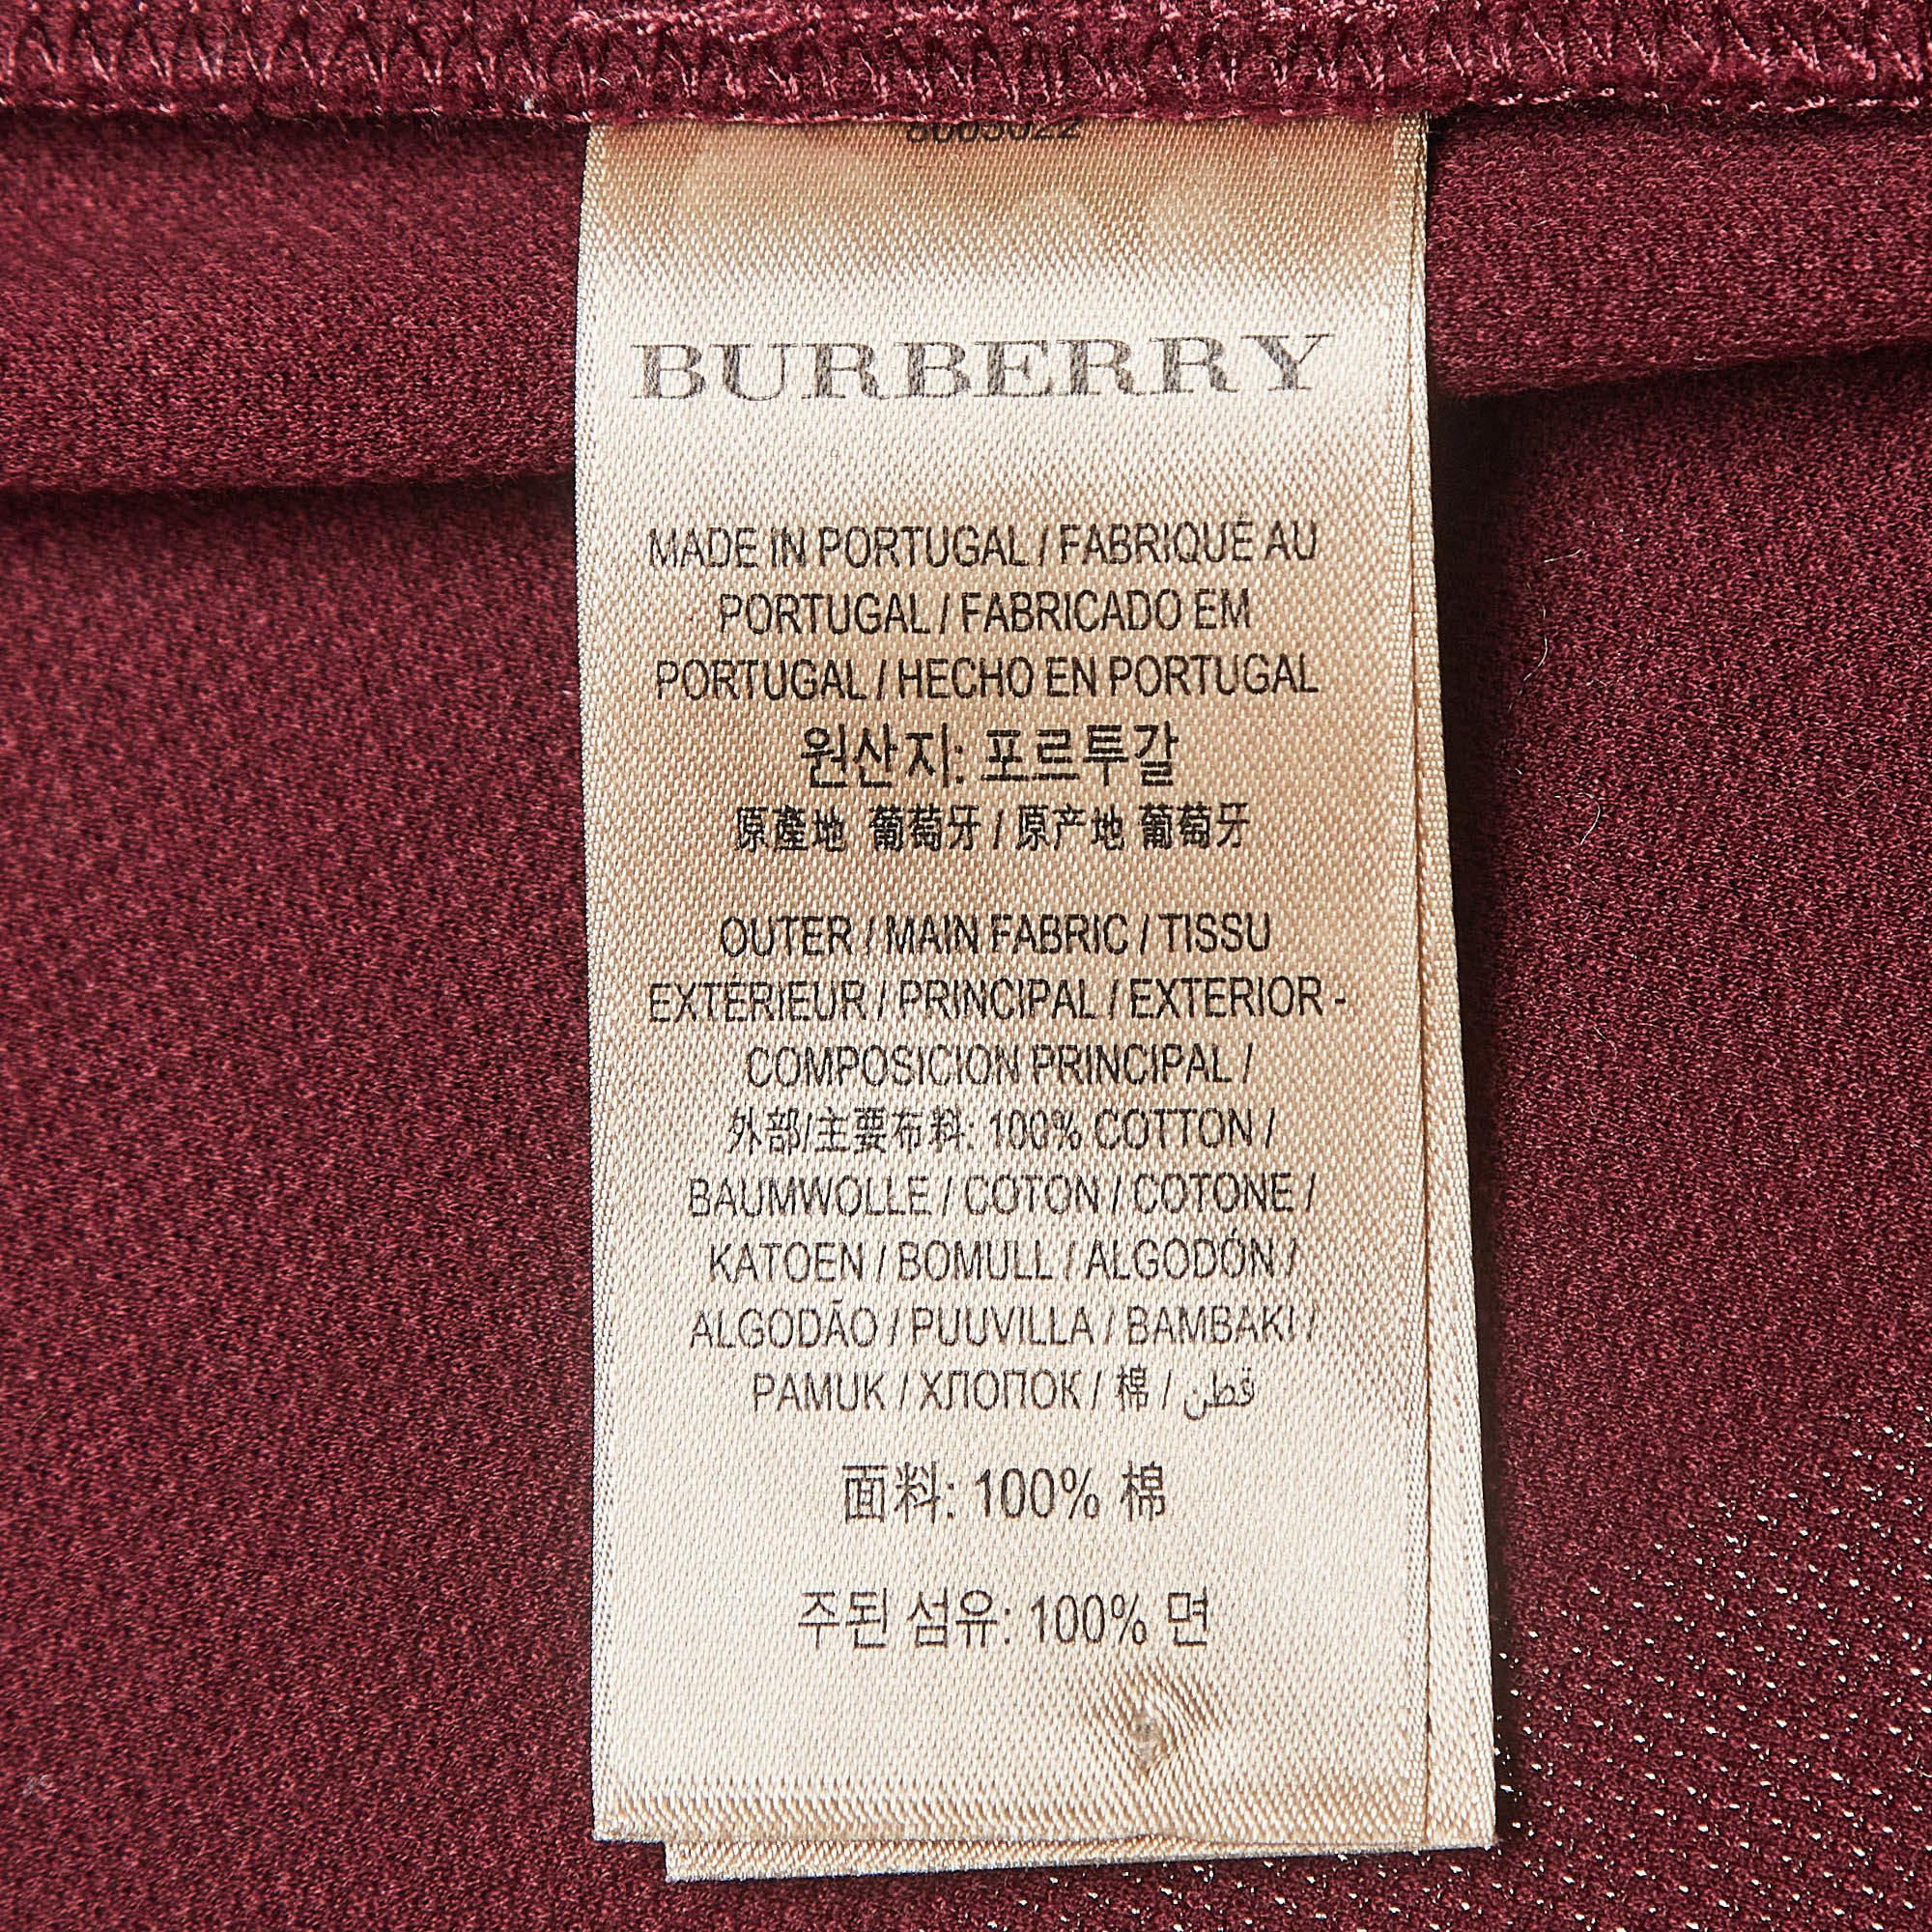 BURBERRY
MADE IN PORTUGAL / FABRIQUÉ AU
PORTUGAL / FABRICADO EM
PORTUGAL / HECHO EN PORTUGAL
원산지: 포르투갈
原產地 葡萄牙 / 原产地 葡萄牙
OUTER / MAIN FABRIC / TISSU
EXTÉRIEUR / PRINCIPAL / EXTERIOR -
COMPOSICION PRINCIPAL /
外部/主要布料: 100% COTTON /
BAUMWOLLE / COTON / COTONE /
KATOEN / BOMULL / ALGODÓN /
ALGODÃO / PUUVILLA / BAMBAKI /
PAMUK / ХЛОПОК / 棉 / قطن
面料: 100% 棉
주된 섬유: 100% 면